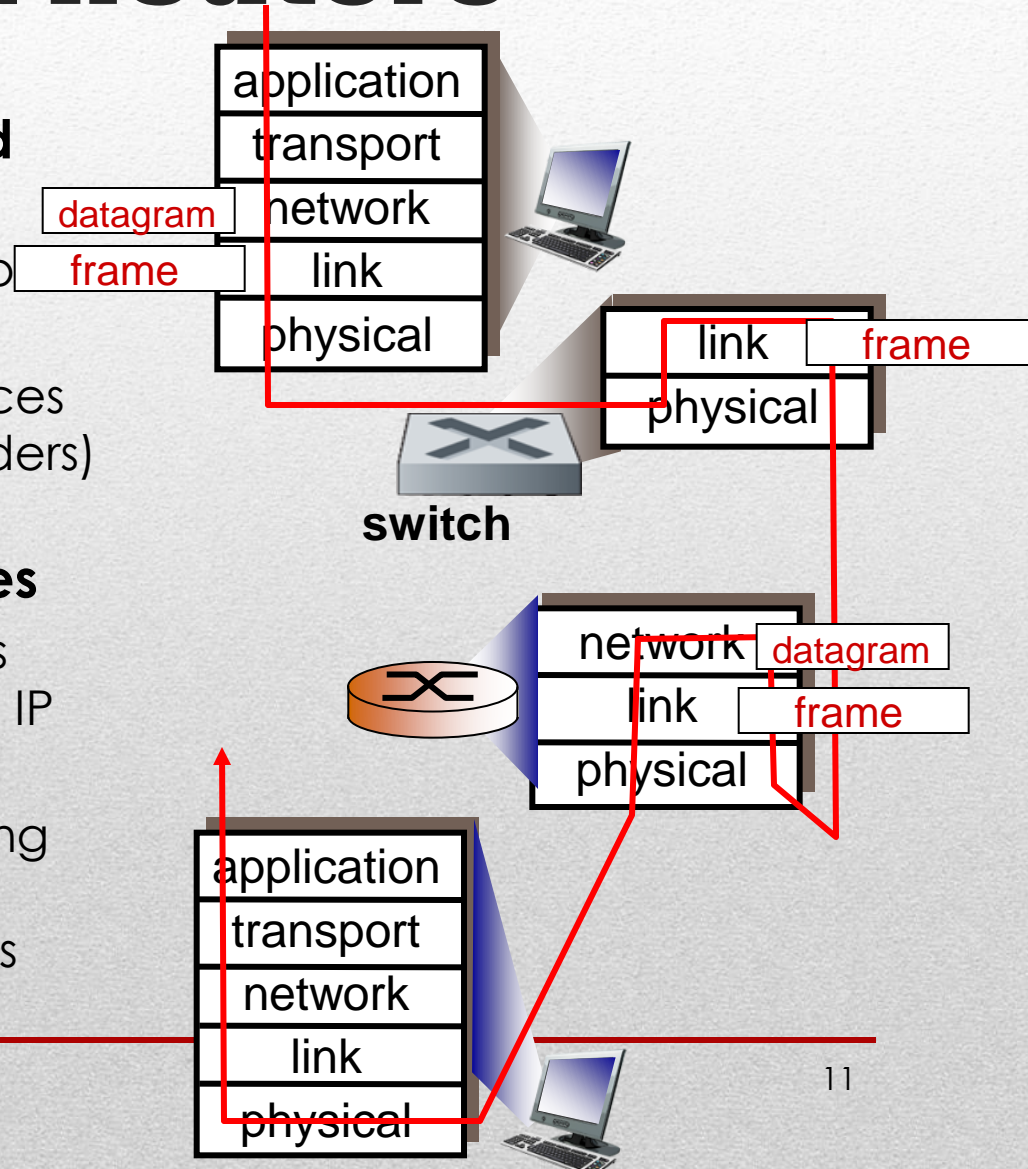 application
transport
datagram
network
frame
link
physical
link
frame
physical
ces
ders)
switch
es
network
datagram
IP
link
frame
physical
ng
application
transport
network
link
physical
11